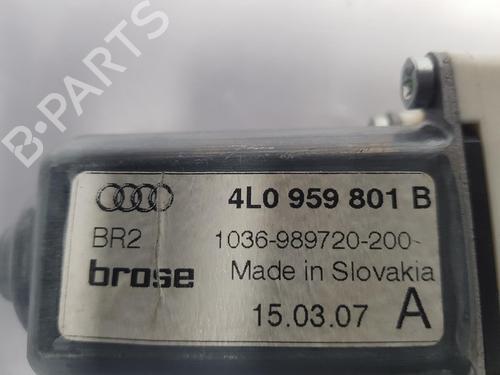 B-PARTS
4L0 959 801 B
BR2 1036-989720-200-
brose Made in Slovakia
15.03.07 A